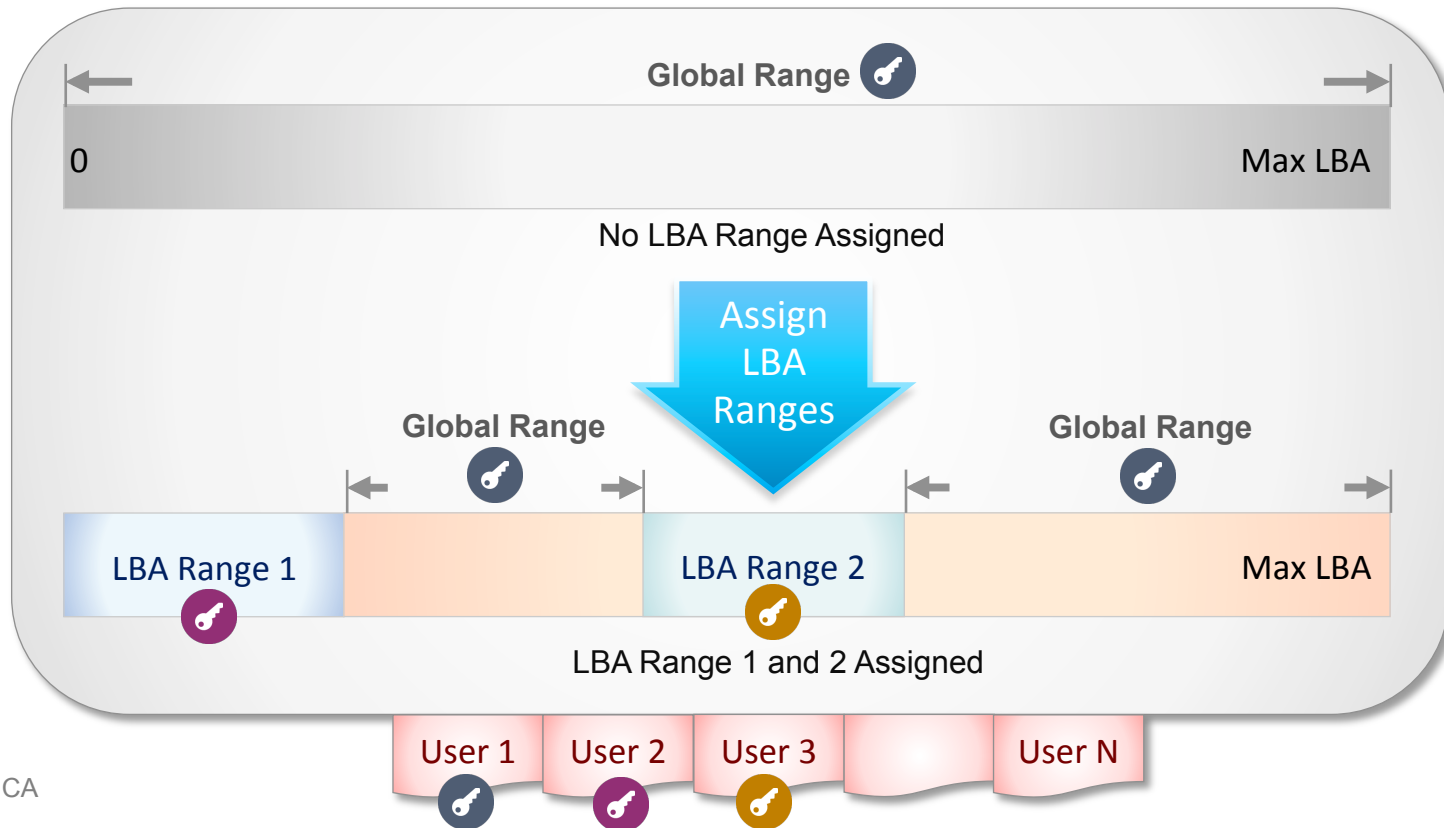 Global Range
0
Max LBA
No LBA Range Assigned
Assign
LBA
Ranges
Global Range
Global Range
LBA Range 1
LBA Range 2
Max LBA
LBA Range 1 and 2 Assigned
User 1
User 2
User 3
User N
CA